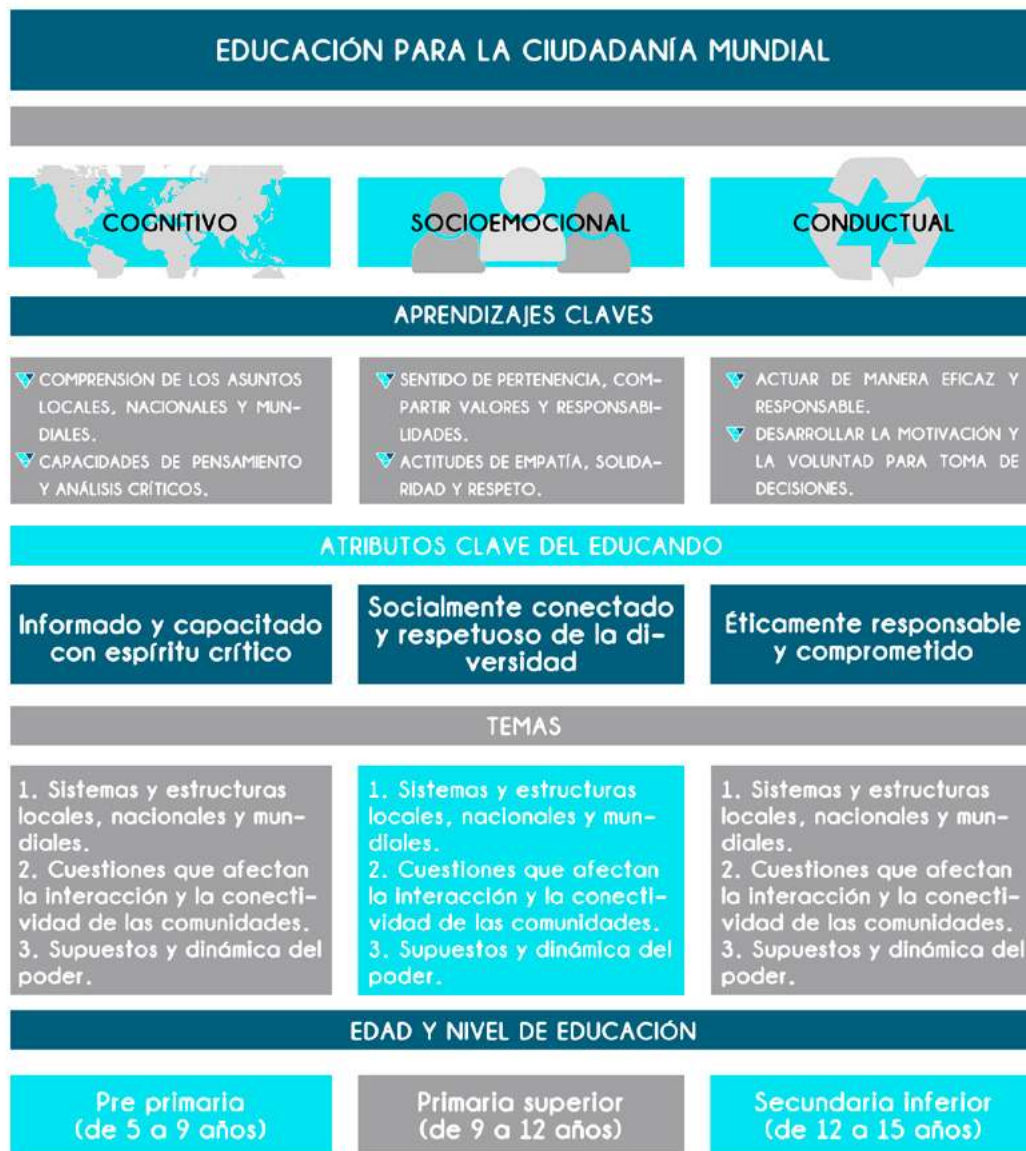 EDUCACIÓN PARA LA CIUDADANÍA MUNDIAL
COGNITIVO
SOCIOEMOCIONAL
CONDUCTUAL
APRENDIZAJES CLAVES
COMPRENSIÓN DE LOS ASUNTOS
LOCALES, NACIONALES Y MUN-
DIALES.
CAPACIDADES DE PENSAMIENTO
Y ANÁLISIS CRÍTICOS.
SENTIDO DE PERTENENCIA, COM-
PARTIR VALORES Y RESPONSABI-
LIDADES.
ACTITUDES DE EMPATÍA, SOLIDA-
RIDAD Y RESPETO.
ACTUAR DE MANERA EFICAZ Y
RESPONSABLE.
DESARROLLAR LA MOTIVACIÓN Y
LA VOLUNTAD PARA TOMA DE
DECISIONES.
ATRIBUTOS CLAVE DEL EDUCANDO
Informado y capacitado
con espíritu crítico
Socialmente conectado
y respetuoso de la di-
versidad
Éticamente responsable
y comprometido
TEMAS
1. Sistemas y estructuras
locales, nacionales y mun-
diales.
2. Cuestiones que afectan
la interacción y la conecti-
vidad de las comunidades.
3. Supuestos y dinámica del
poder.
1. Sistemas y estructuras
locales, nacionales y mun-
diales.
2. Cuestiones que afectan
la interacción y la conecti-
vidad de las comunidades.
3. Supuestos y dinámica del
poder.
1. Sistemas y estructuras
locales, nacionales y mun-
diales.
2. Cuestiones que afectan
la interacción y la conecti-
vidad de las comunidades.
3. Supuestos y dinámica del
poder.
EDAD Y NIVEL DE EDUCACIÓN
Pre primaria
(de 5 a 9 años)
Primaria superior
(de 9 a 12 años)
Secundaria inferior
(de 12 a 15 años)